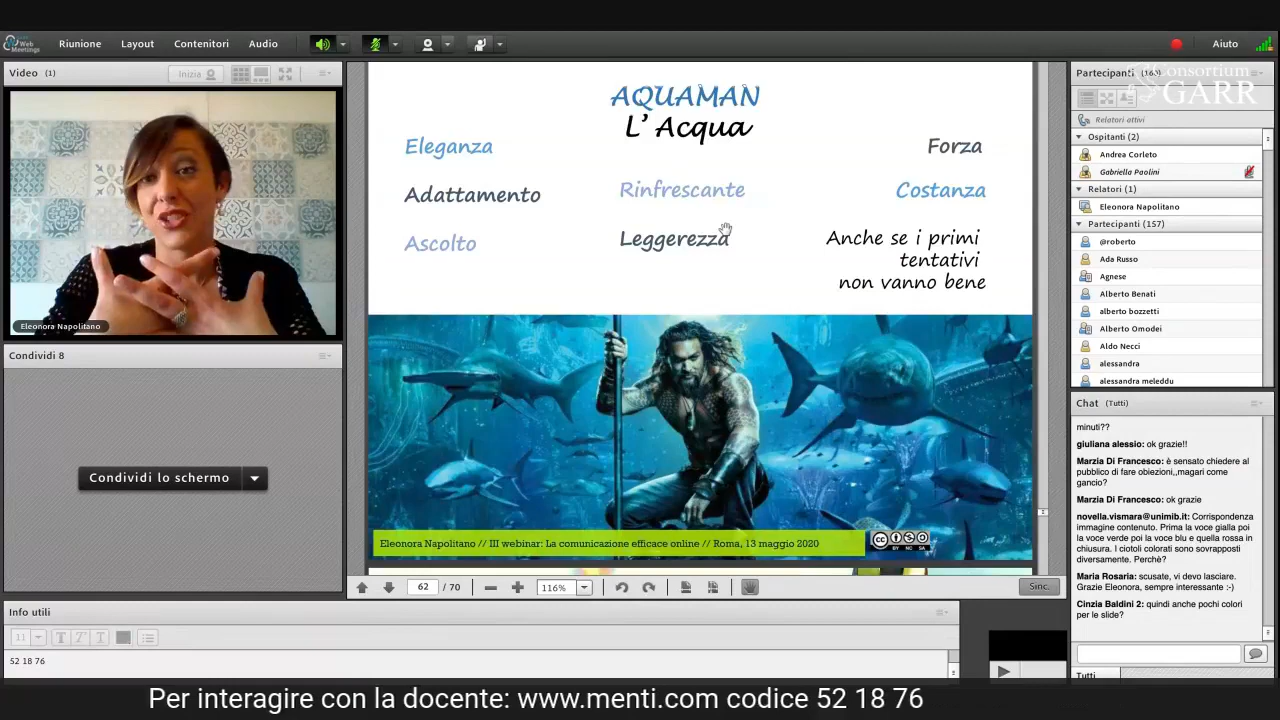 Web
Meetings
Riunione
Layout
Contenitori
Audio
Aiuto
Video (1)
Inizia
Eleonora Napolitano
Condividi 8
Condividi lo schermo
AQUAMAN
L' Acqua
Eleganza
Adattamento
Ascolto
Rinfrescante
Leggerezza
Forza
Costanza
Anche se i primi
tentativi
non vanno bene
Eleonora Napolitano // III webinar: La comunicazione efficace online // Roma, 13 maggio 2020
BY NC SA
62 / 70
116%
Sinc.
Partecipanti
Consortium
GARR
Relatori attivi
Ospitanti (2)
Andrea Corleto
Gabriella Paolini
Relatori (1)
Eleonora Napolitano
Partecipanti (157)
@roberto
Ada Russo
Agnese
Alberto Benati
alberto bozzetti
Alberto Omodei
Aldo Necci
alessandra
alessandra meleddu
Chat (Tutti)
minuti??
giuliana alessio: ok grazie!!
Marzia Di Francesco: è sensato chiedere al
pubblico di fare obiezioni,,magari come
gancio?
Marzia Di Francesco: ok grazie
novella.vismara@unimib.it: Corrispondenza
immagine contenuto. Prima la voce gialla poi
la voce verde poi la voce blu e quella rossa in
chiusura. I ciotoli colorati sono sovrapposti
diversamente. Perchè?
Maria Rosaria: scusate, vi devo lasciare.
Grazie Eleonora, sempre interessante :-)
Cinzia Baldini 2: quindi anche pochi colori
per le slide?
Tutti
Info utili
11
52 18 76
Per interagire con la docente: www.menti.com codice 52 18 76